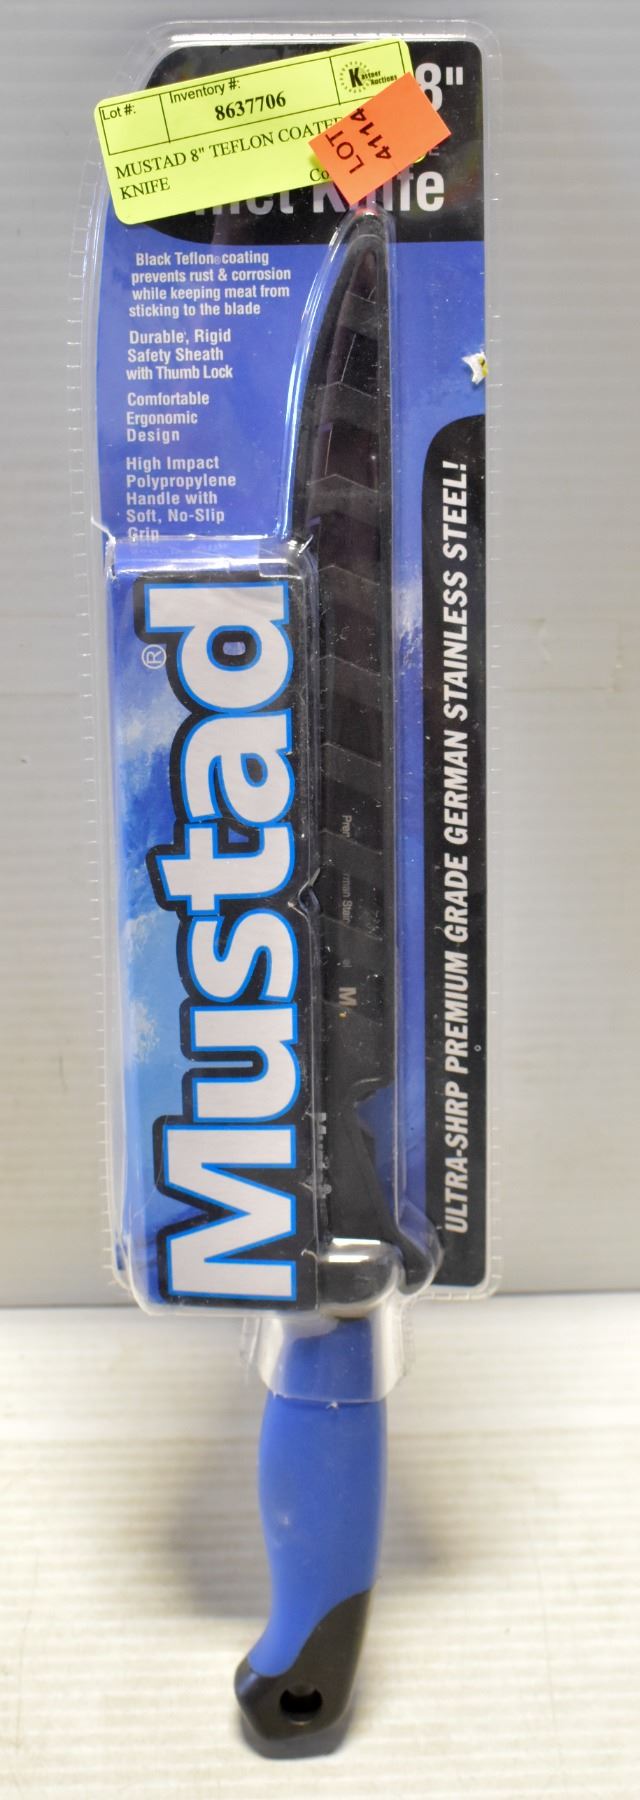 Lot #:
Inventory #:
8637706
Kastner
Auctions
MUSTAD 8" TEFLON COATED
KNIFE
LOT
4114
8"
Knife
Black Teflon® coating
prevents rust & corrosion
while keeping meat from
sticking to the blade
Durable, Rigid
Safety Sheath
with Thumb Lock
Comfortable
Ergonomic
Design
High Impact
Polypropylene
Handle with
Soft, No-Slip
Grip
Mustad®
ULTRA-SHRP PREMIUM GRADE GERMAN STAINLESS STEEL!